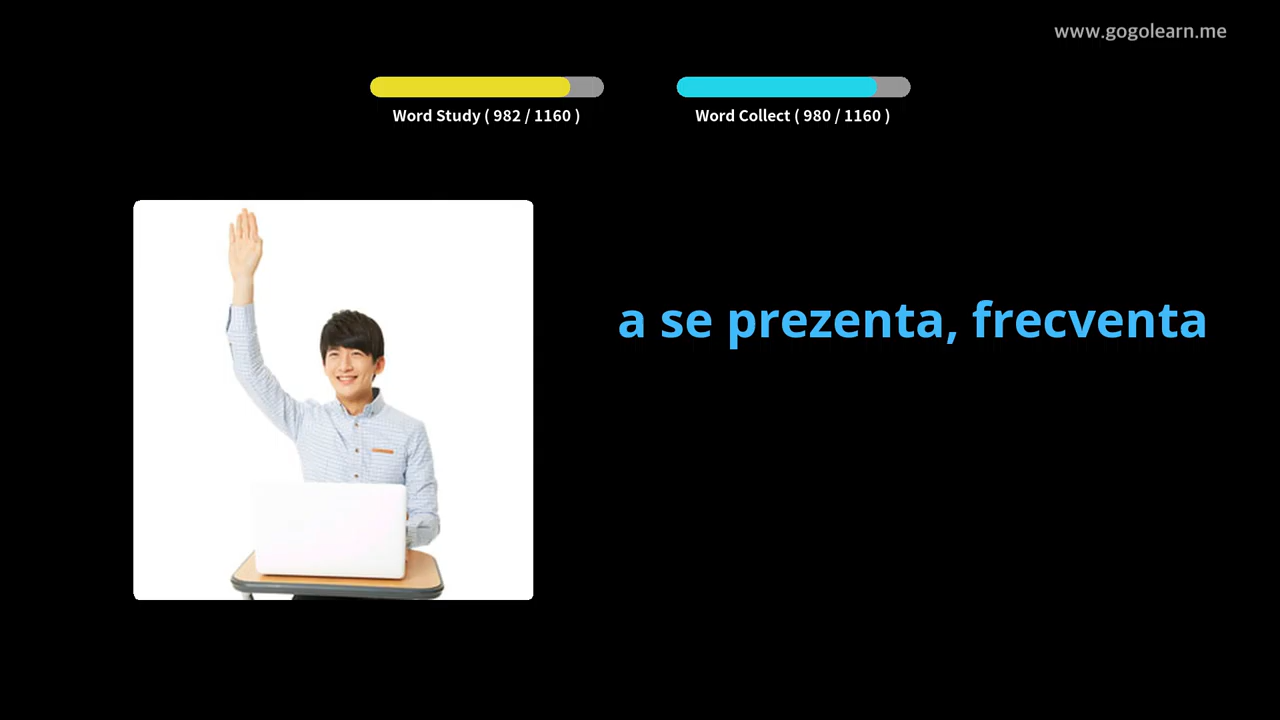 www.gogolearn.me
Word Study ( 982 / 1160 )
Word Collect ( 980 / 1160 )
a se prezenta, frecventa